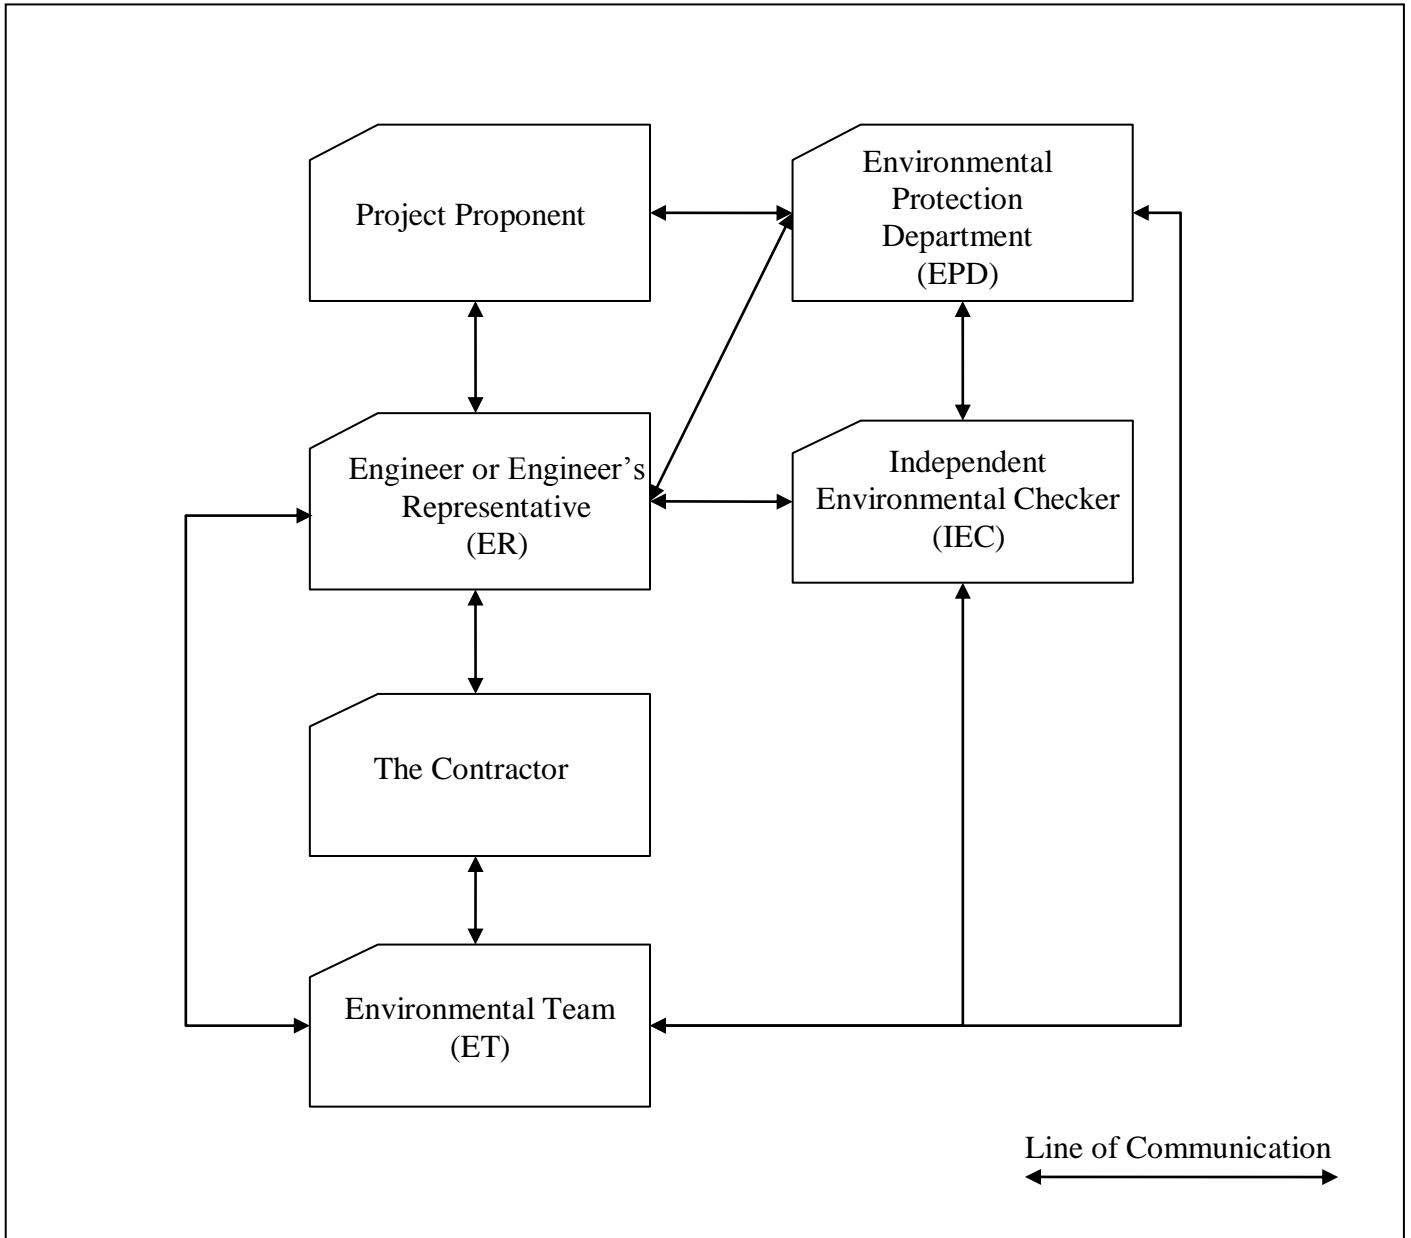 Project Proponent
Environmental
Protection
Department
(EPD)
Engineer or Engineer’s
Representative
(ER)
Independent
Environmental Checker
(IEC)
The Contractor
Environmental Team
(ET)
Line of Communication